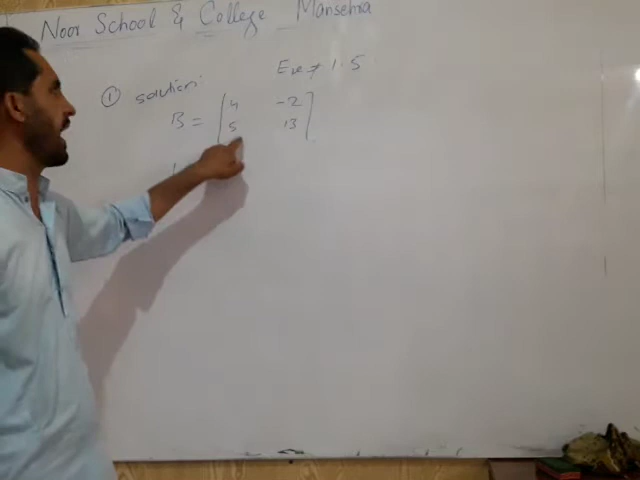 Noor School & College Mansehra
Ex # 1.5
① solution:
B = [4 -2
5 13]